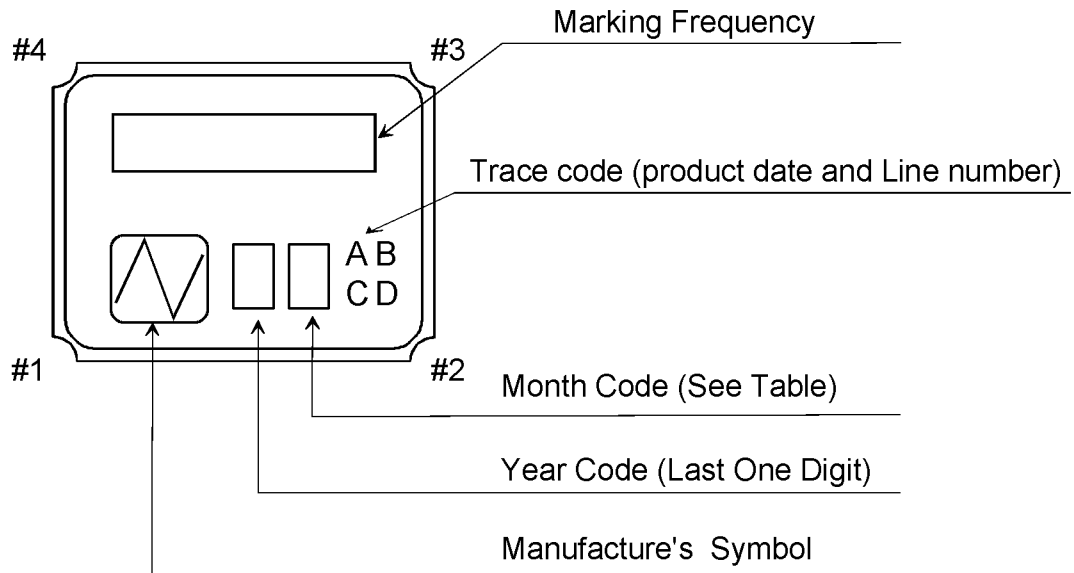 Marking Frequency
#4
#3
Trace code (product date and Line number)
A B
C D
#1
#2
Month Code (See Table)
Year Code (Last One Digit)
Manufacture's Symbol